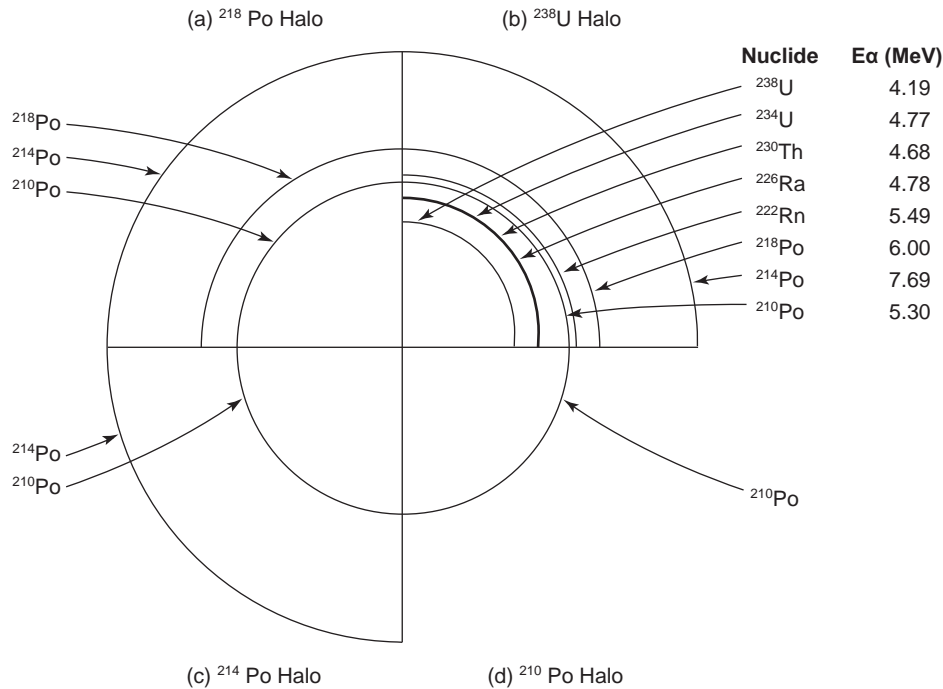 (a) ²¹⁸ Po Halo
(b) ²³⁸U Halo
Nuclide Eα (MeV)
²³⁸U 4.19
²³⁴U 4.77
²³⁰Th 4.68
²²⁶Ra 4.78
²²²Rn 5.49
²¹⁸Po 6.00
²¹⁴Po 7.69
²¹⁰Po 5.30
²¹⁸Po
²¹⁴Po
²¹⁰Po
²¹⁴Po
²¹⁰Po
²¹⁰Po
(c) ²¹⁴ Po Halo
(d) ²¹⁰ Po Halo